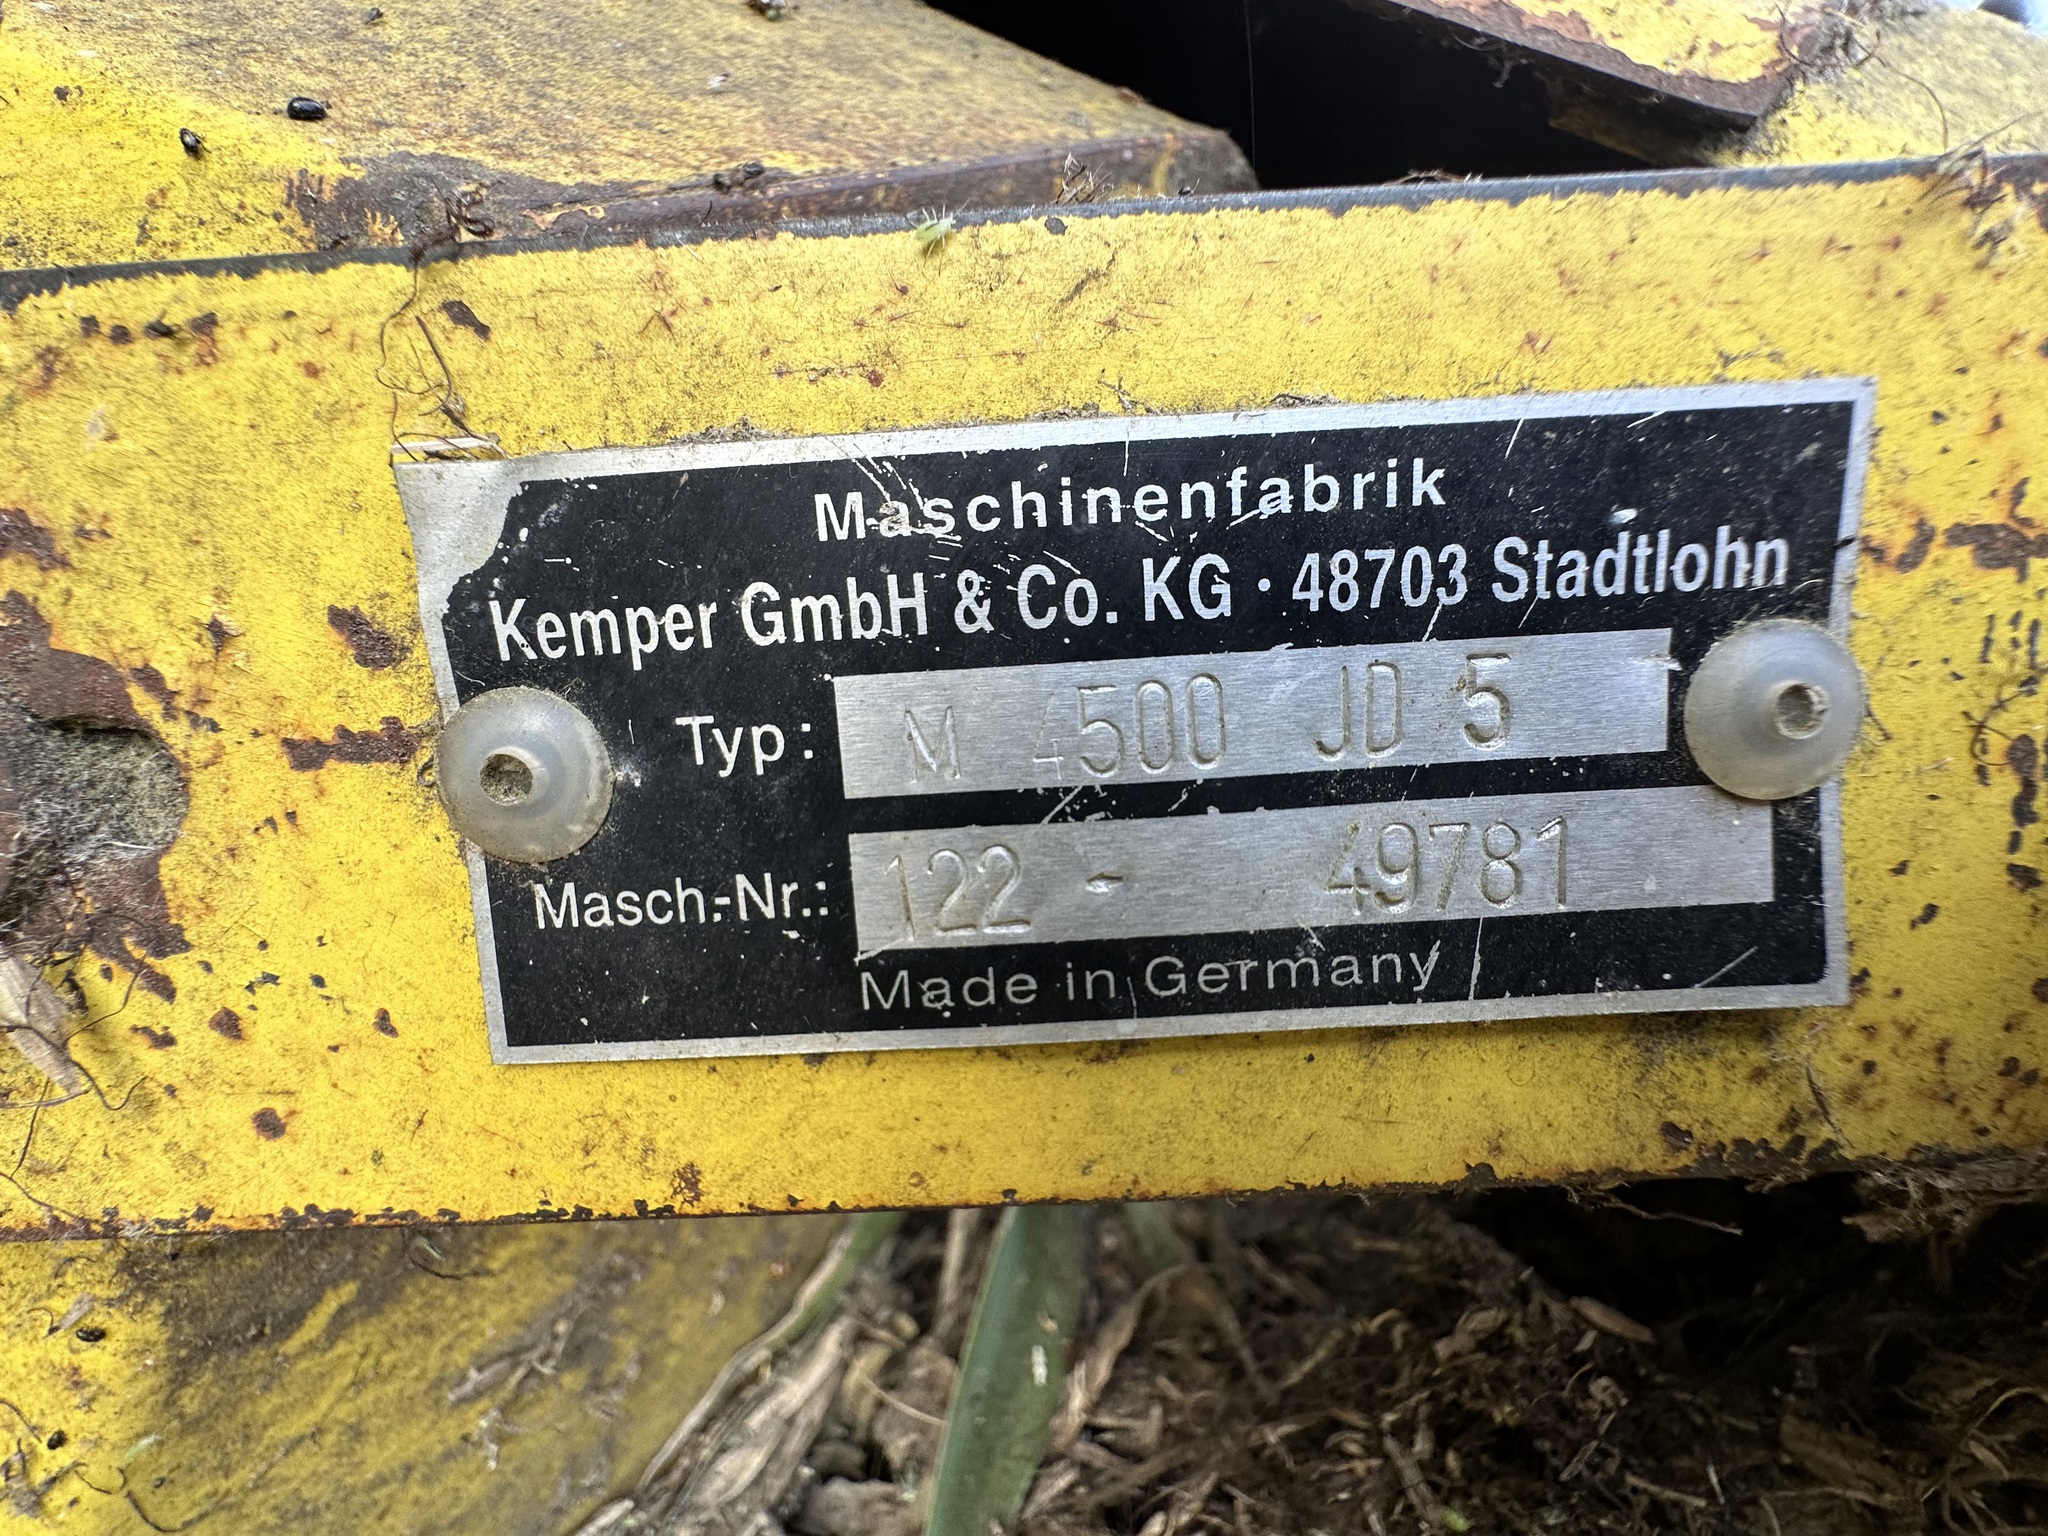 Maschinenfabrik
Kemper GmbH & Co. KG · 48703 Stadtlohn
Typ: M 4500 JD 5
Masch.-Nr.: 122 - 49781
Made in Germany